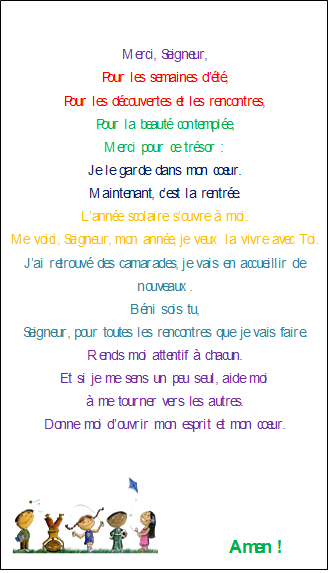 Merci, Seigneur,
Pour les semaines d'été,
Pour les découvertes et les rencontres,
Pour la beauté contemplée,
Merci pour ce trésor :
Je le garde dans mon cœur.
Maintenant, c'est la rentrée.
L'année scolaire s'ouvre à moi.
Me voici, Seigneur, mon année, je veux la vivre avec Toi.
J'ai retrouvé des camarades, je vais en accueillir de
nouveaux .
Béni sois tu,
Seigneur, pour toutes les rencontres que je vais faire.
Rends moi attentif à chacun.
Et si je me sens un peu seul, aide moi
à me tourner vers les autres.
Donne moi d'ouvrir mon esprit et mon cœur.
Amen !